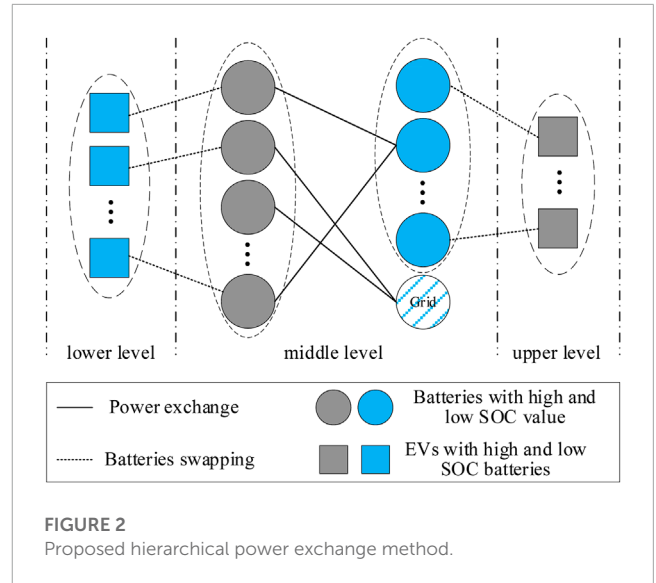 Grid
lower level
middle level
upper level
Power exchange
Batteries with high and
low SOC value
Batteries swapping
EVs with high and low
SOC batteries
FIGURE 2
Proposed hierarchical power exchange method.